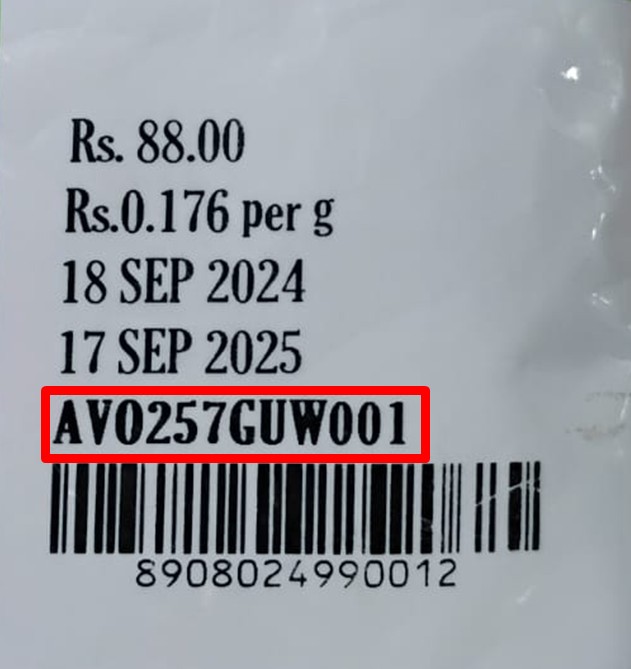 Rs. 88.00
Rs.0.176 per g
18 SEP 2024
17 SEP 2025
AV0257GUW001
8908024990012